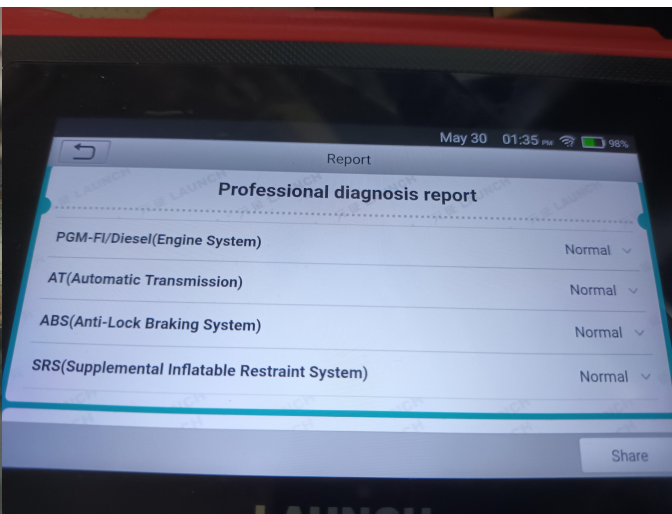 May 30 01:35 PM 98%
Report
Professional diagnosis report
PGM-FI/Diesel(Engine System) Normal
AT(Automatic Transmission) Normal
ABS(Anti-Lock Braking System) Normal
SRS(Supplemental Inflatable Restraint System) Normal
Share
LAUNCH